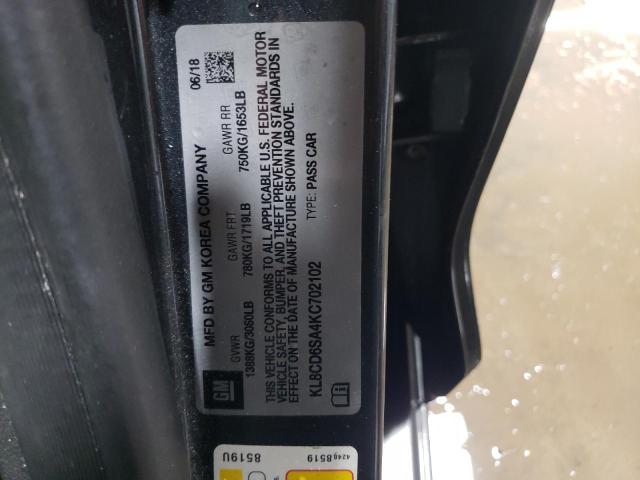 06/18
MFD BY GM KOREA COMPANY
GVWR GAWR FRT GAWR RR
1388KG/3060LB 780KG/1719LB 750KG/1653LB
THIS VEHICLE CONFORMS TO ALL APPLICABLE U.S. FEDERAL MOTOR
VEHICLE SAFETY, BUMPER, AND THEFT PREVENTION STANDARDS IN
EFFECT ON THE DATE OF MANUFACTURE SHOWN ABOVE.
TYPE: PASS CAR
KL8CD6SA4KC702102
GM
4249 8519
8519U